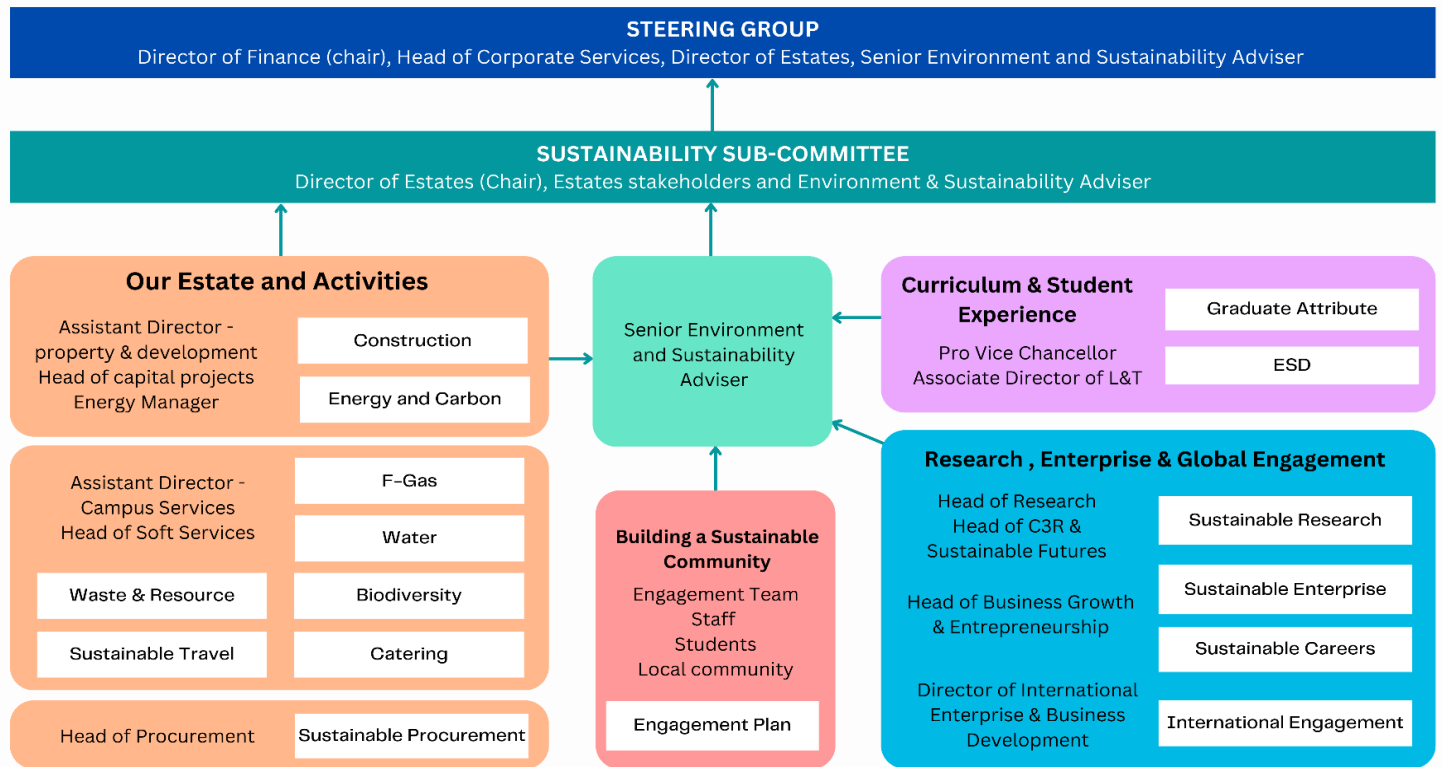 STEERING GROUP
Director of Finance (chair), Head of Corporate Services, Director of Estates, Senior Environment and Sustainability Adviser
SUSTAINABILITY SUB-COMMITTEE
Director of Estates (Chair), Estates stakeholders and Environment & Sustainability Adviser
Our Estate and Activities
Assistant Director -
property & development
Head of capital projects
Energy Manager
Construction
Energy and Carbon
Assistant Director -
Campus Services
Head of Soft Services
F-Gas
Water
Waste & Resource
Biodiversity
Sustainable Travel
Catering
Head of Procurement
Sustainable Procurement
Senior Environment
and Sustainability
Adviser
Building a Sustainable
Community
Engagement Team
Staff
Students
Local community
Engagement Plan
Curriculum & Student
Experience
Pro Vice Chancellor
Associate Director of L&T
Graduate Attribute
ESD
Research , Enterprise & Global Engagement
Head of Research
Head of C3R &
Sustainable Futures
Sustainable Research
Head of Business Growth
& Entrepreneurship
Sustainable Enterprise
Sustainable Careers
Director of International
Enterprise & Business
Development
International Engagement